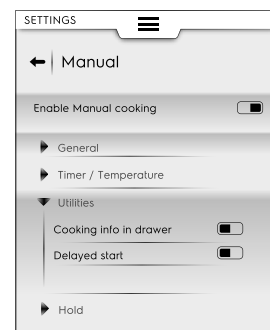 SETTINGS
Manual
Enable Manual cooking
General
Timer / Temperature
Utilities
Cooking info in drawer
Delayed start
Hold